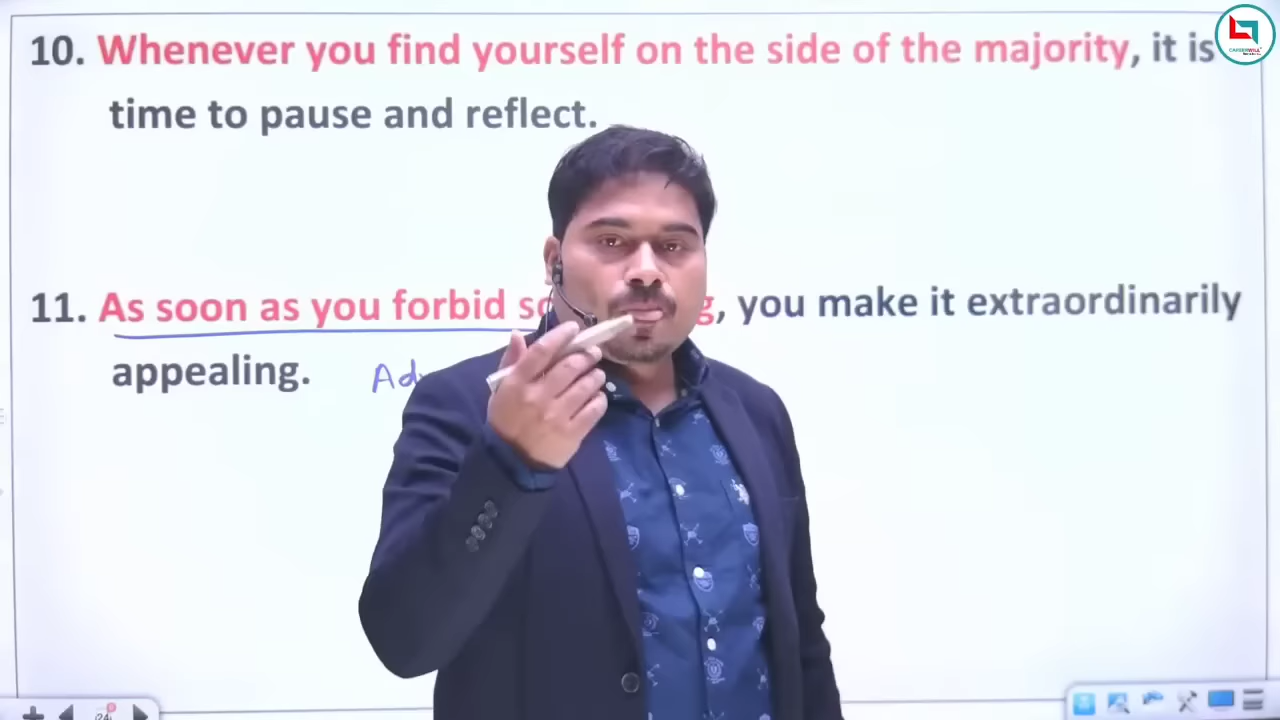 10. Whenever you find yourself on the side of the majority, it is
time to pause and reflect.
11. As soon as you forbid , you make it extraordinarily
appealing.
CAREERWILL